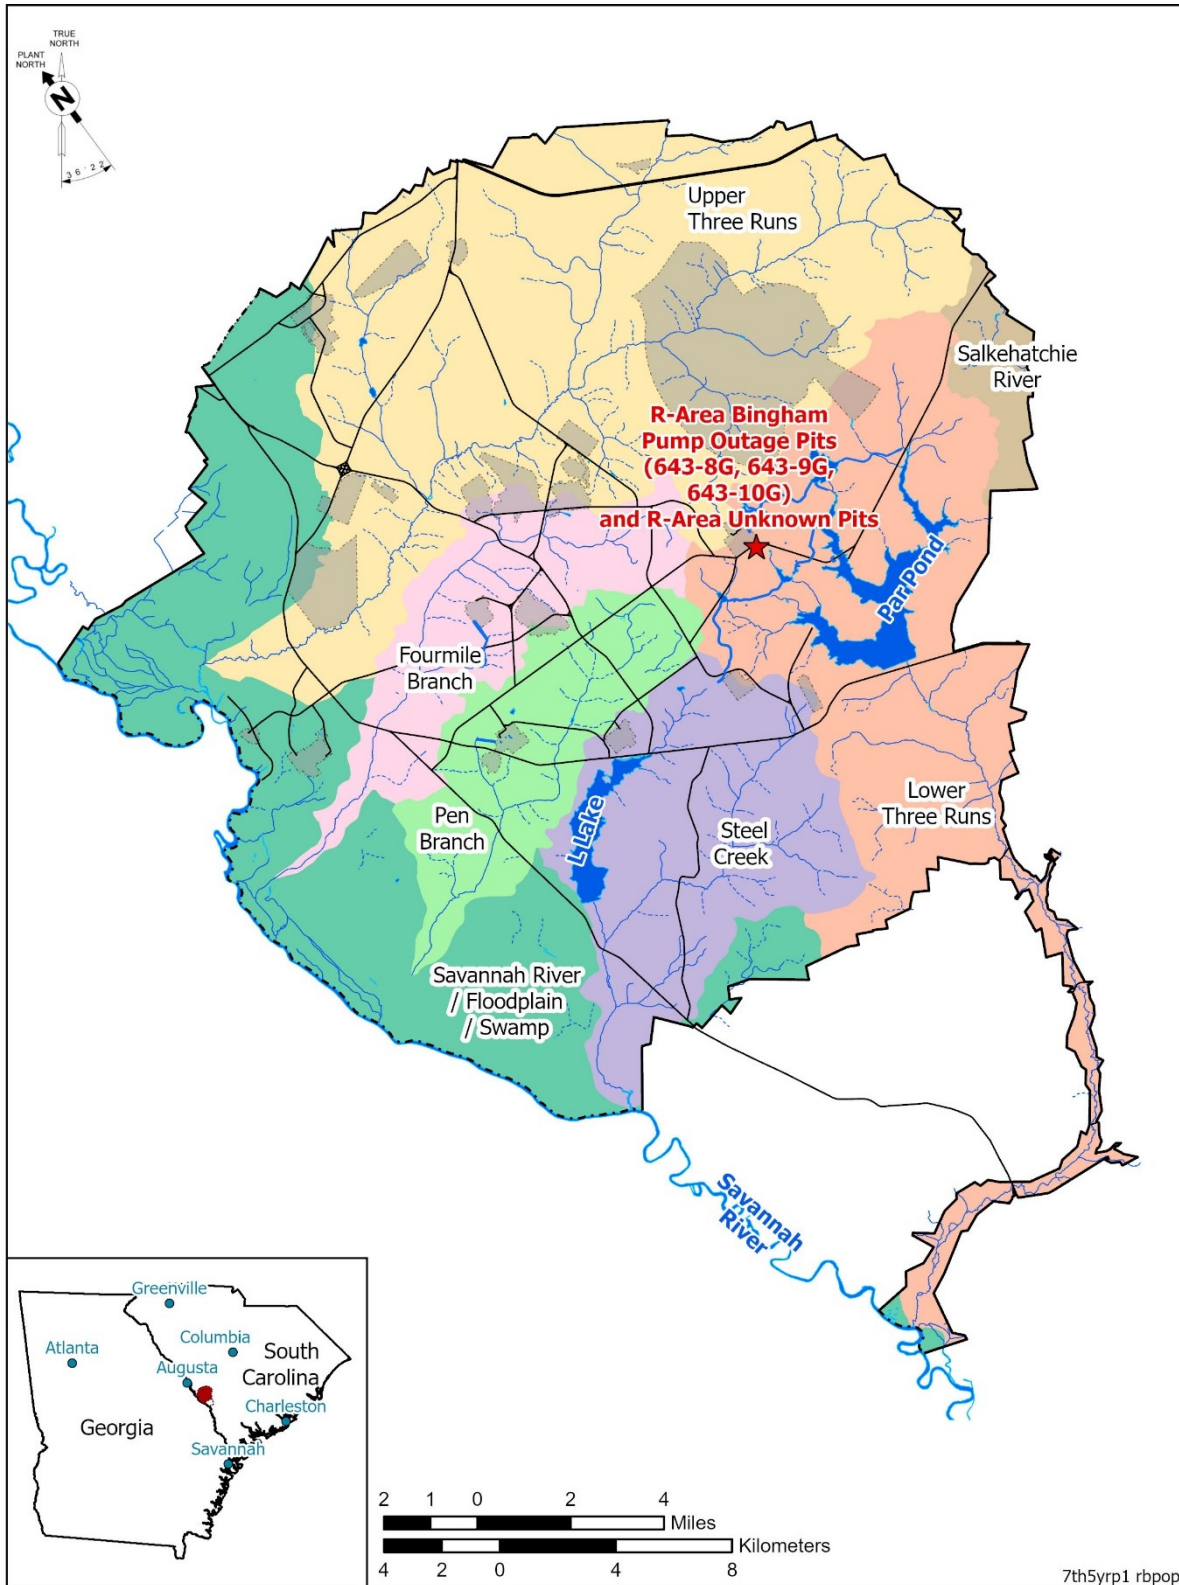 TRUE
NORTH
PLANT
NORTH
N
36°22'
Upper
Three Runs
Salkehatchie
River
R-Area Bingham
Pump Outage Pits
(643-8G, 643-9G,
643-10G)
and R-Area Unknown Pits
Par Pond
Fourmile
Branch
L Lake
Pen
Branch
Steel
Creek
Lower
Three Runs
Savannah River
/ Floodplain
/ Swamp
Savannah
River
Greenville
Atlanta
Columbia
South
Carolina
Augusta
Charleston
Georgia
Savannah
2 1 0 2 4
Miles
Kilometers
4 2 0 4 8
7th5yrp1 rbpop